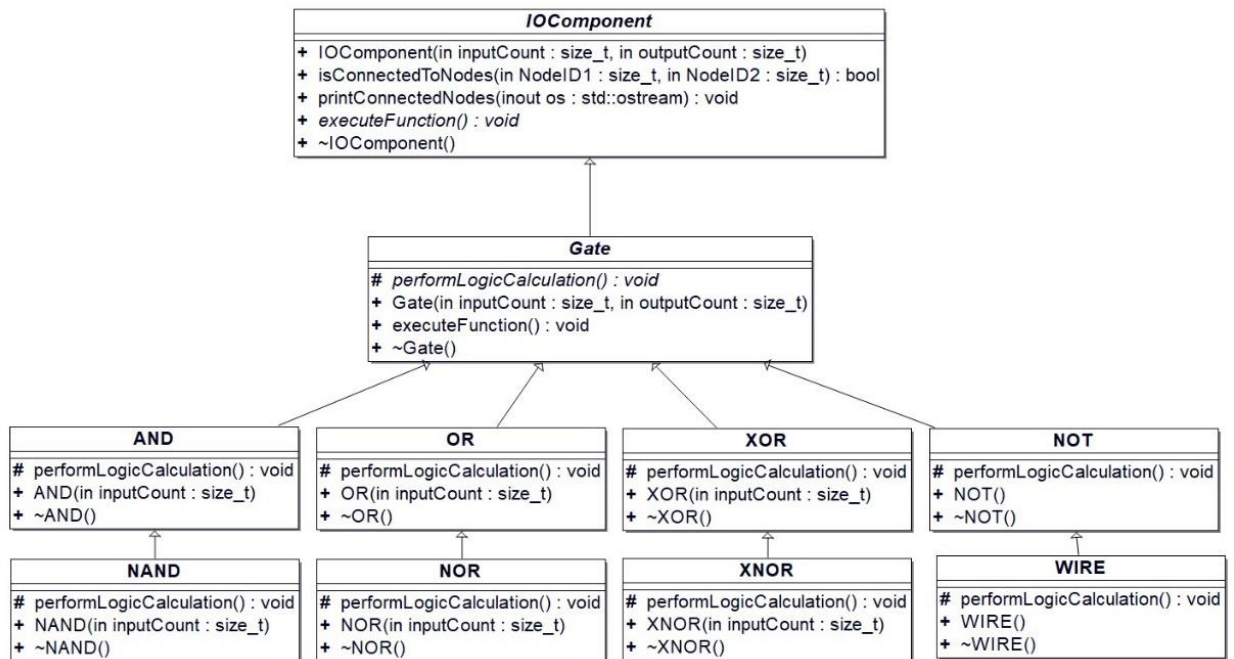 IOComponent
+ IOComponent(in inputCount : size_t, in outputCount : size_t)
+ isConnectedToNodes(in NodeID1 : size_t, in NodeID2 : size_t) : bool
+ printConnectedNodes(inout os : std::ostream) : void
+ executeFunction() : void
+ ~IOComponent()
Gate
# performLogicCalculation() : void
+ Gate(in inputCount : size_t, in outputCount : size_t)
+ executeFunction() : void
+ ~Gate()
AND
# performLogicCalculation() : void
+ AND(in inputCount : size_t)
+ ~AND()
OR
# performLogicCalculation() : void
+ OR(in inputCount : size_t)
+ ~OR()
XOR
# performLogicCalculation() : void
+ XOR(in inputCount : size_t)
+ ~XOR()
NOT
# performLogicCalculation() : void
+ NOT()
+ ~NOT()
NAND
# performLogicCalculation() : void
+ NAND(in inputCount : size_t)
+ ~NAND()
NOR
# performLogicCalculation() : void
+ NOR(in inputCount : size_t)
+ ~NOR()
XNOR
# performLogicCalculation() : void
+ XNOR(in inputCount : size_t)
+ ~XNOR()
WIRE
# performLogicCalculation() : void
+ WIRE()
+ ~WIRE()